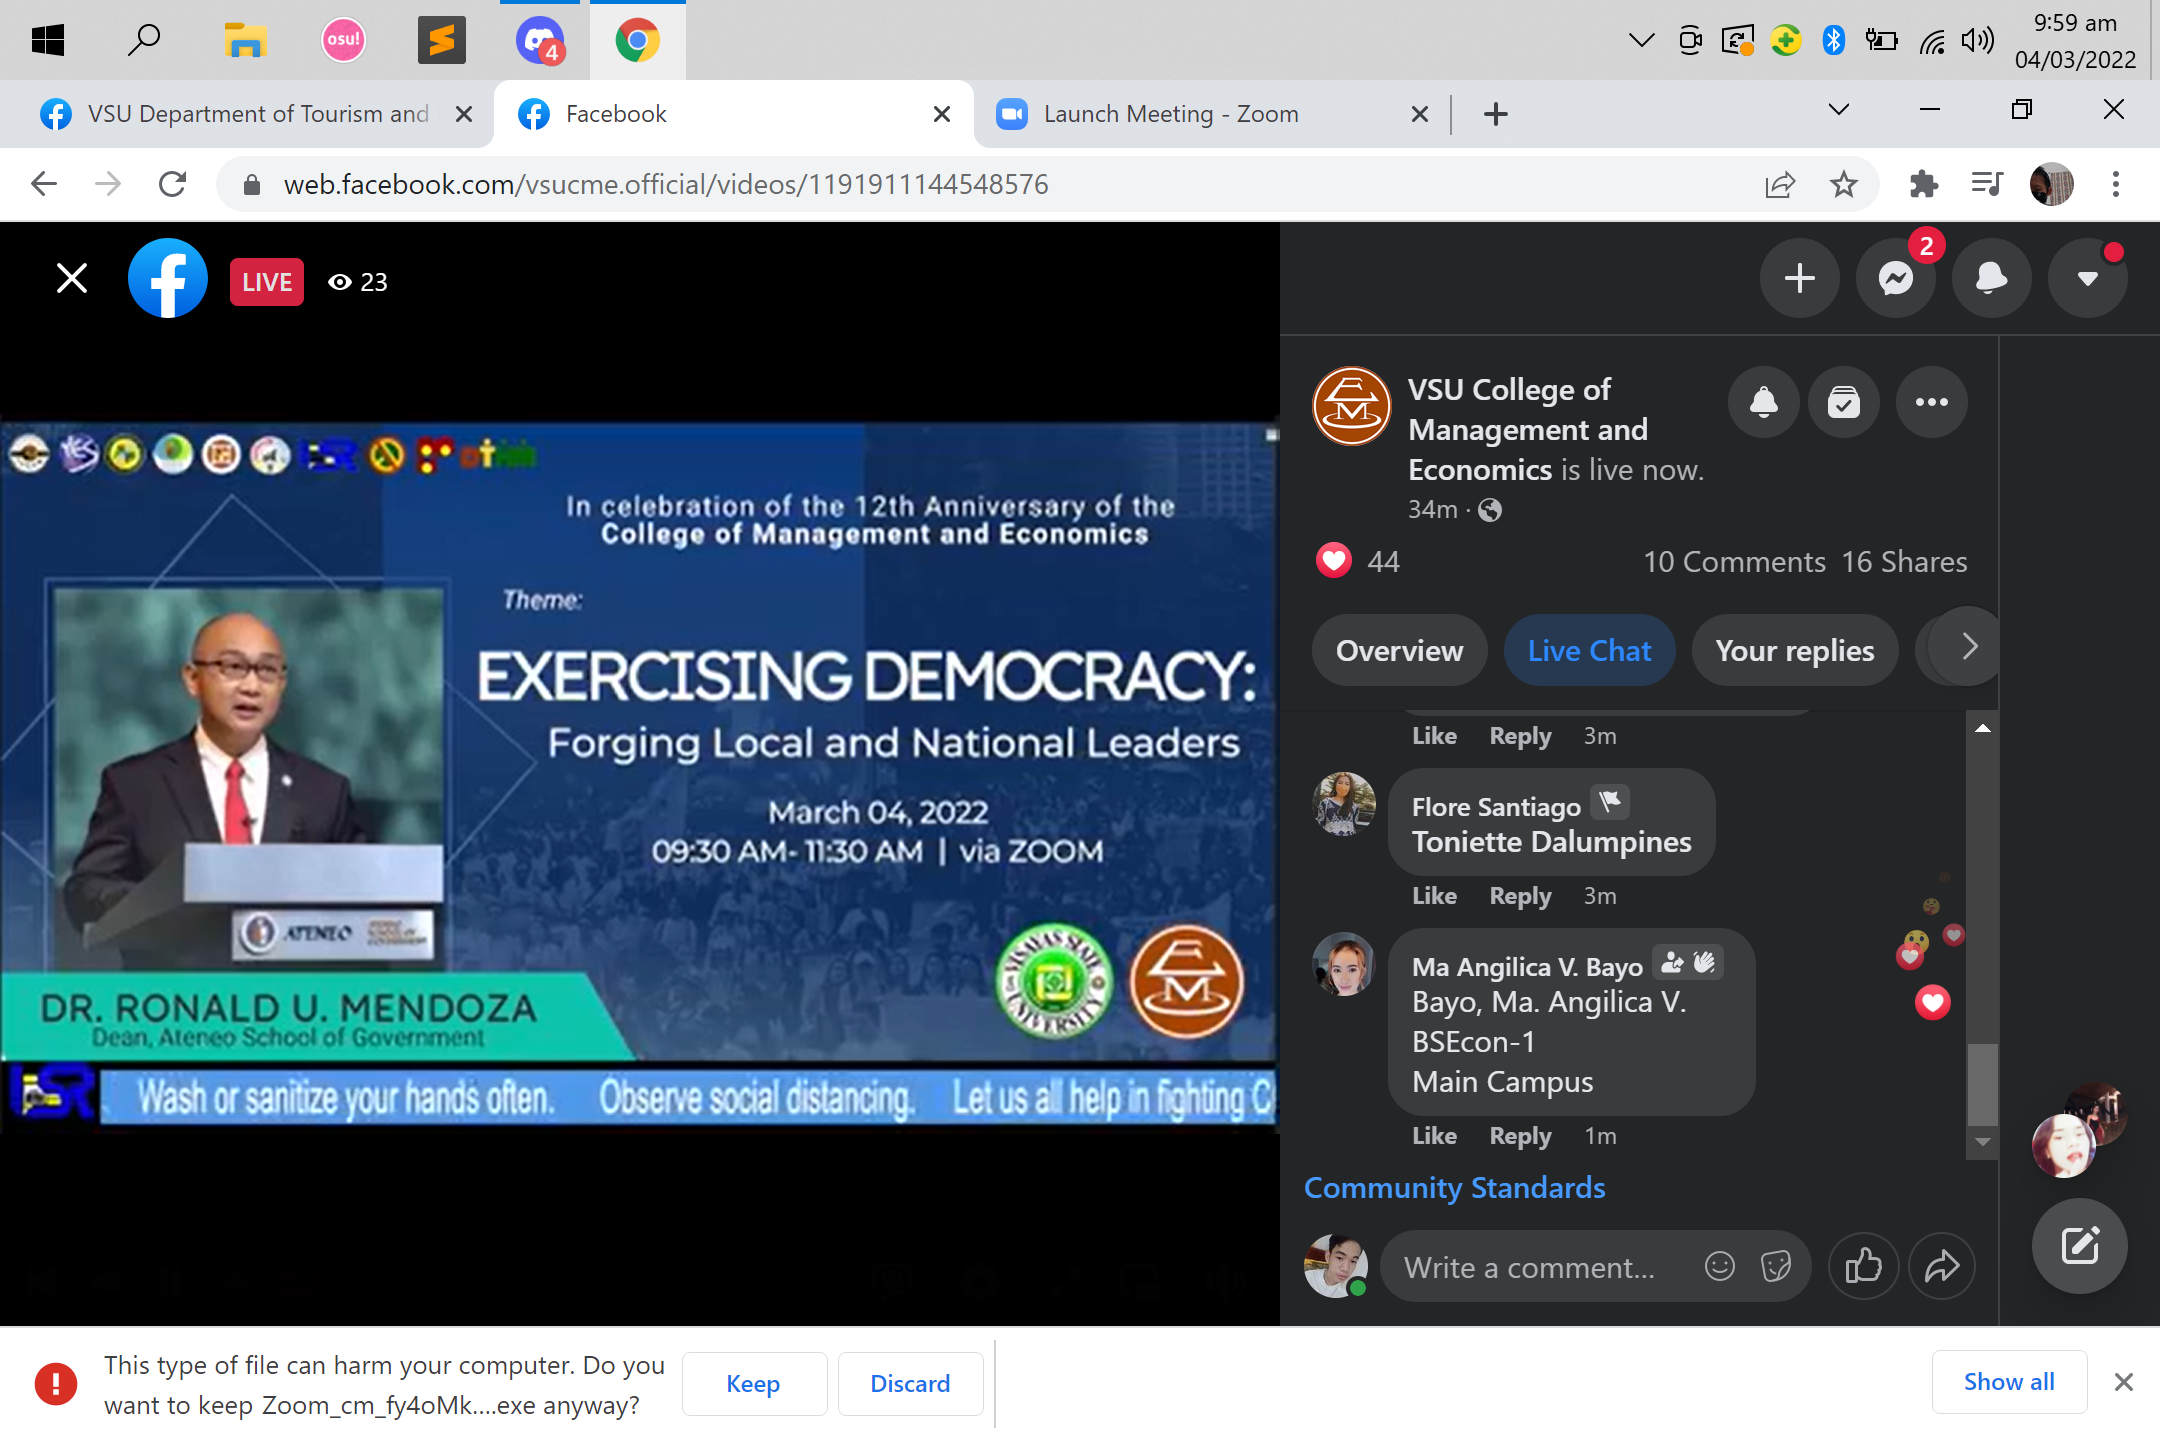 osu!
4
9:59 am
04/03/2022
VSU Department of Tourism and
Facebook
Launch Meeting - Zoom
web.facebook.com/vsucme.official/videos/1191911144548576
LIVE
23
2
In celebration of the 12th Anniversary of the
College of Management and Economics
Theme:
EXERCISING DEMOCRACY:
Forging Local and National Leaders
March 04, 2022
09:30 AM- 11:30 AM | via ZOOM
ATENEO
VISAYAS STATE UNIVERSITY
DR. RONALD U. MENDOZA
Dean, Ateneo School of Government
Wash or sanitize your hands often. Observe social distancing. Let us all help in fighting C
VSU College of
Management and
Economics is live now.
34m ·
44
10 Comments 16 Shares
Overview
Live Chat
Your replies
Like Reply 3m
Flore Santiago
Toniette Dalumpines
Like Reply 3m
Ma Angilica V. Bayo
Bayo, Ma. Angilica V.
BSEcon-1
Main Campus
Like Reply 1m
Community Standards
Write a comment...
This type of file can harm your computer. Do you
want to keep Zoom_cm_fy4oMk....exe anyway?
Keep
Discard
Show all